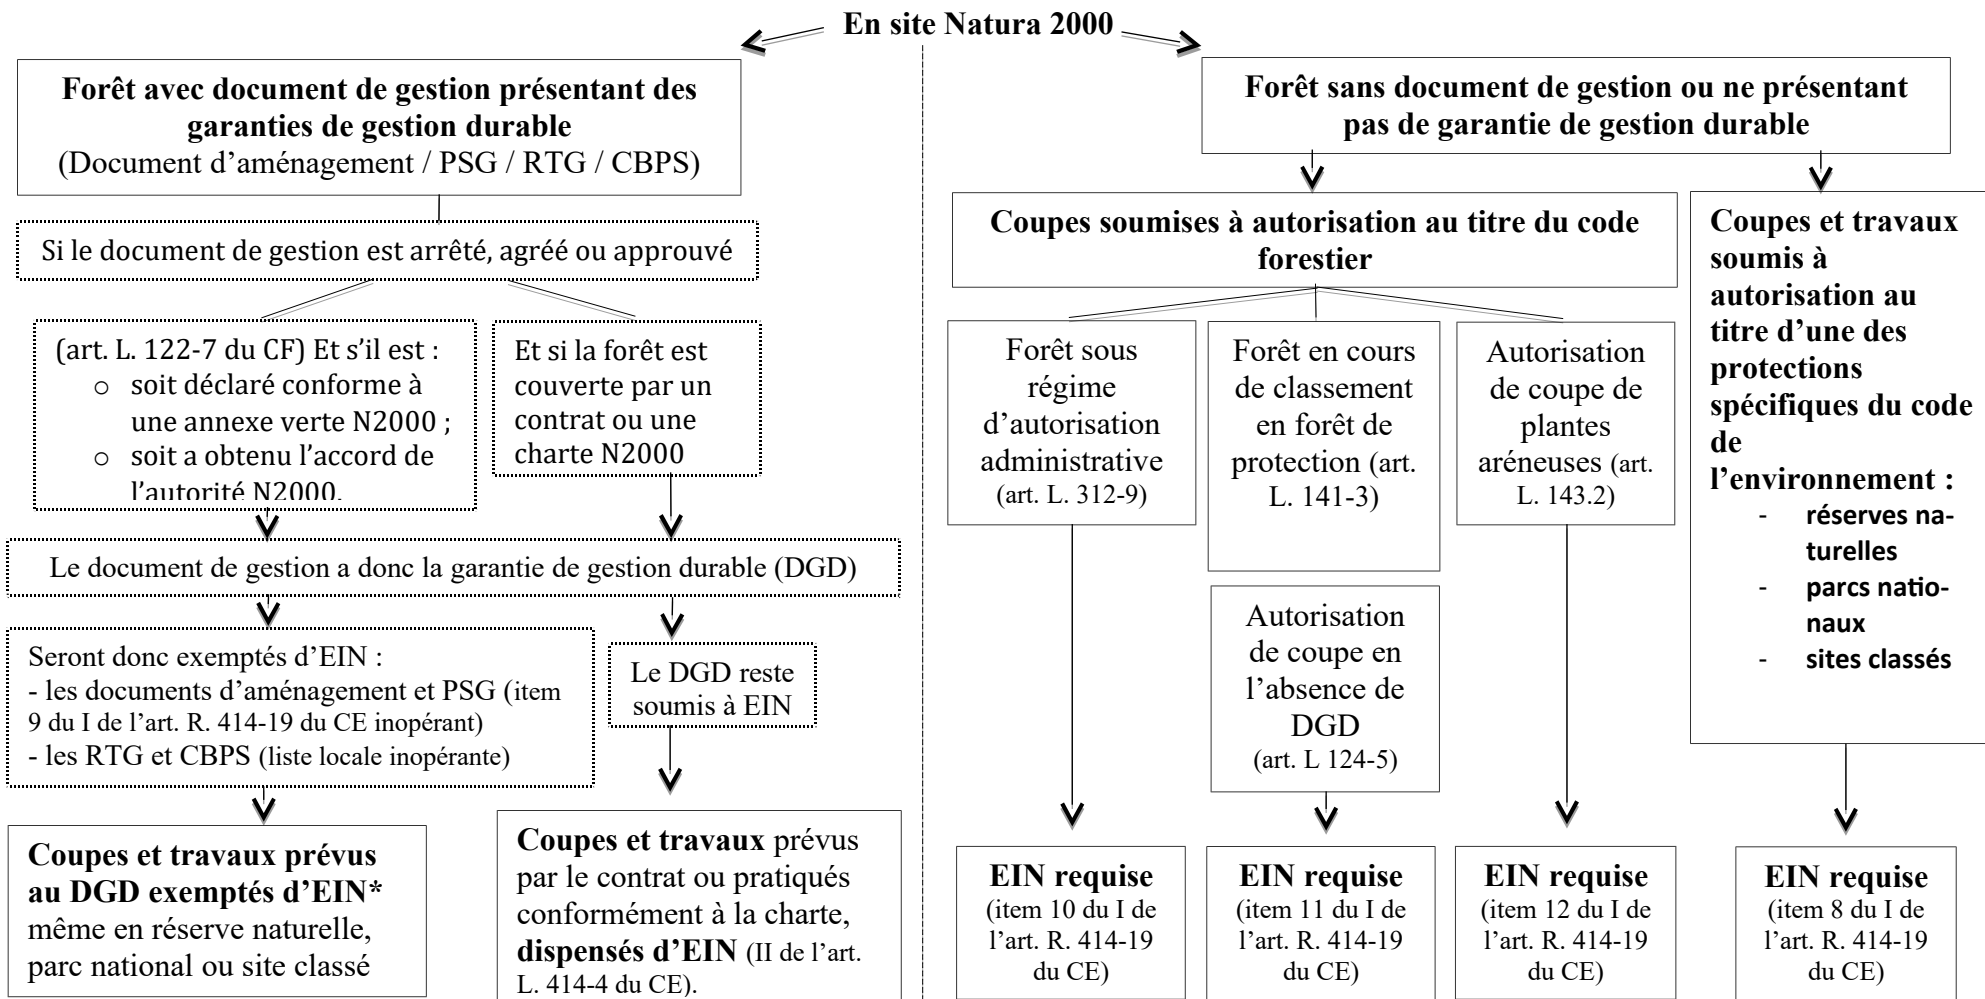 En site Natura 2000
Forêt avec document de gestion présentant des
garanties de gestion durable
(Document d’aménagement / PSG / RTG / CBPS)
Si le document de gestion est arrêté, agréé ou approuvé
(art. L. 122-7 du CF) Et s’il est :
o soit déclaré conforme à
une annexe verte N2000 ;
o soit a obtenu l’accord de
l’autorité N2000.
Et si la forêt est
couverte par un
contrat ou une
charte N2000
Le document de gestion a donc la garantie de gestion durable (DGD)
Seront donc exemptés d’EIN :
- les documents d’aménagement et PSG (item
9 du I de l’art. R. 414-19 du CE inopérant)
- les RTG et CBPS (liste locale inopérante)
Le DGD reste
soumis à EIN
Coupes et travaux prévus
au DGD exemptés d’EIN*
même en réserve naturelle,
parc national ou site classé
Coupes et travaux prévus
par le contrat ou pratiqués
conformément à la charte,
dispensés d’EIN (II de l’art.
L. 414-4 du CE).
Forêt sans document de gestion ou ne présentant
pas de garantie de gestion durable
Coupes soumises à autorisation au titre du code
forestier
Forêt sous
régime
d’autorisation
administrative
(art. L. 312-9)
Forêt en cours
de classement
en forêt de
protection (art.
L. 141-3)
Autorisation
de coupe de
plantes
aréneuses (art.
L. 143.2)
Autorisation
de coupe en
l’absence de
DGD
(art. L 124-5)
Coupes et travaux
soumis à
autorisation au
titre d’une des
protections
spécifiques du code
de
l’environnement :
- réserves na-
turelles
- parcs natio-
naux
- sites classés
EIN requise
(item 10 du I de
l’art. R. 414-19
du CE)
EIN requise
(item 11 du I de
l’art. R. 414-19
du CE)
EIN requise
(item 12 du I de
l’art. R. 414-19
du CE)
EIN requise
(item 8 du I de
l’art. R. 414-19
du CE)